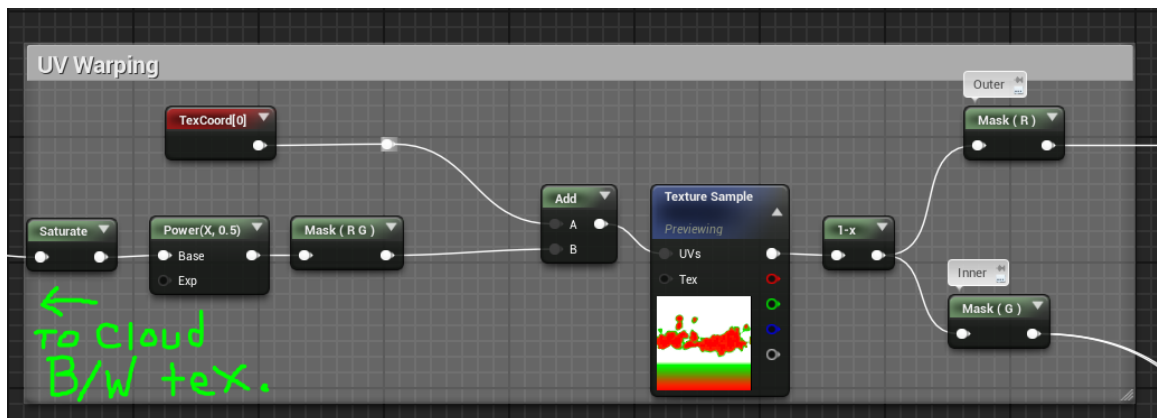 UV Warping
Outer
TexCoord[0]
Mask ( R )
Add
Texture Sample
Saturate
Power(X, 0.5)
Mask ( R G )
A
Previewing
1-x
Base
B
UVs
Exp
Tex
Inner
Mask ( G )
To Cloud
B/W tex.